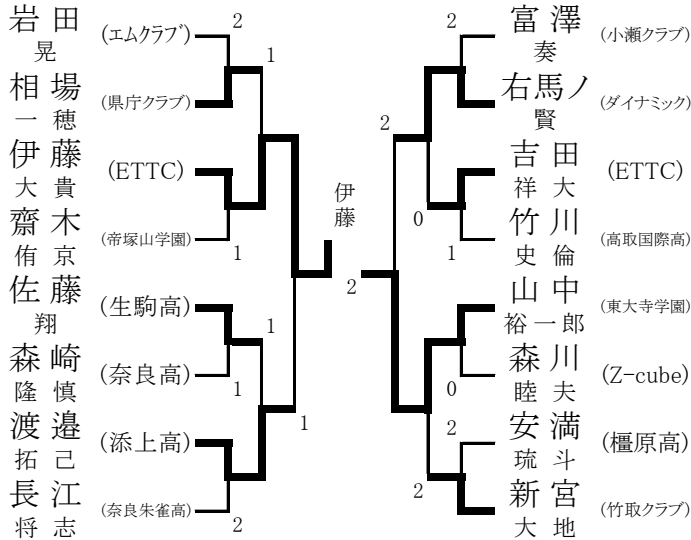 岩田
晃
(エムクラブ)
相場
一穂
(県庁クラブ)
伊藤
大貴
(ETTC)
齋木
侑京
(帝塚山学園)
佐藤
翔
(生駒高)
森崎
隆慎
(奈良高)
渡邉
拓己
(添上高)
長江
将志
(奈良朱雀高)
2
1
1
1
1
1
2
伊
藤
2
2
2
0
1
0
2
2
富澤
奏
(小瀬クラブ)
右馬ノ
賢
(ダイナミック)
吉田
祥大
(ETTC)
竹川
史倫
(高取国際高)
山中
裕一郎
(東大寺学園)
森川
睦夫
(Z-cube)
安満
琉斗
(橿原高)
新宮
大地
(竹取クラブ)